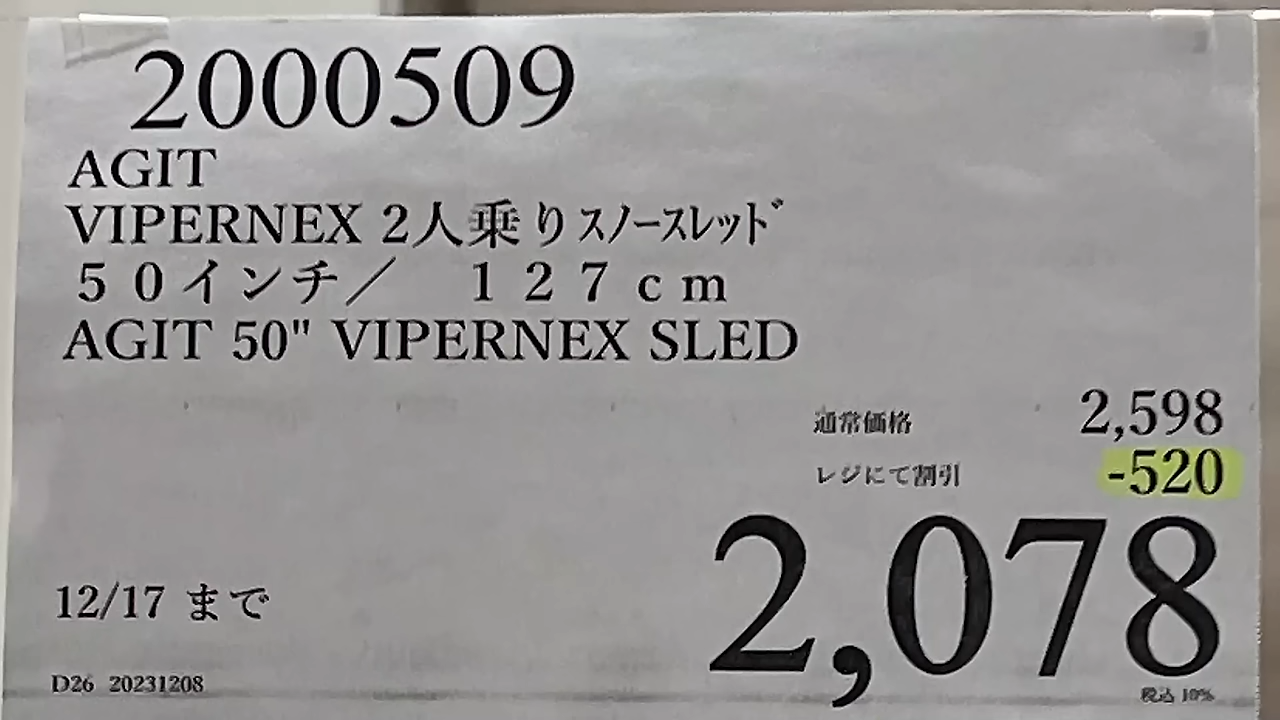 2000509
AGIT
VIPERNEX 2人乗りｽﾉｰｽﾚｯﾄﾞ
５０インチ／　１２７ｃｍ
AGIT 50" VIPERNEX SLED
通常価格 2,598
レジにて割引 -520
2,078
12/17 まで
税込 10%
D26 20231208